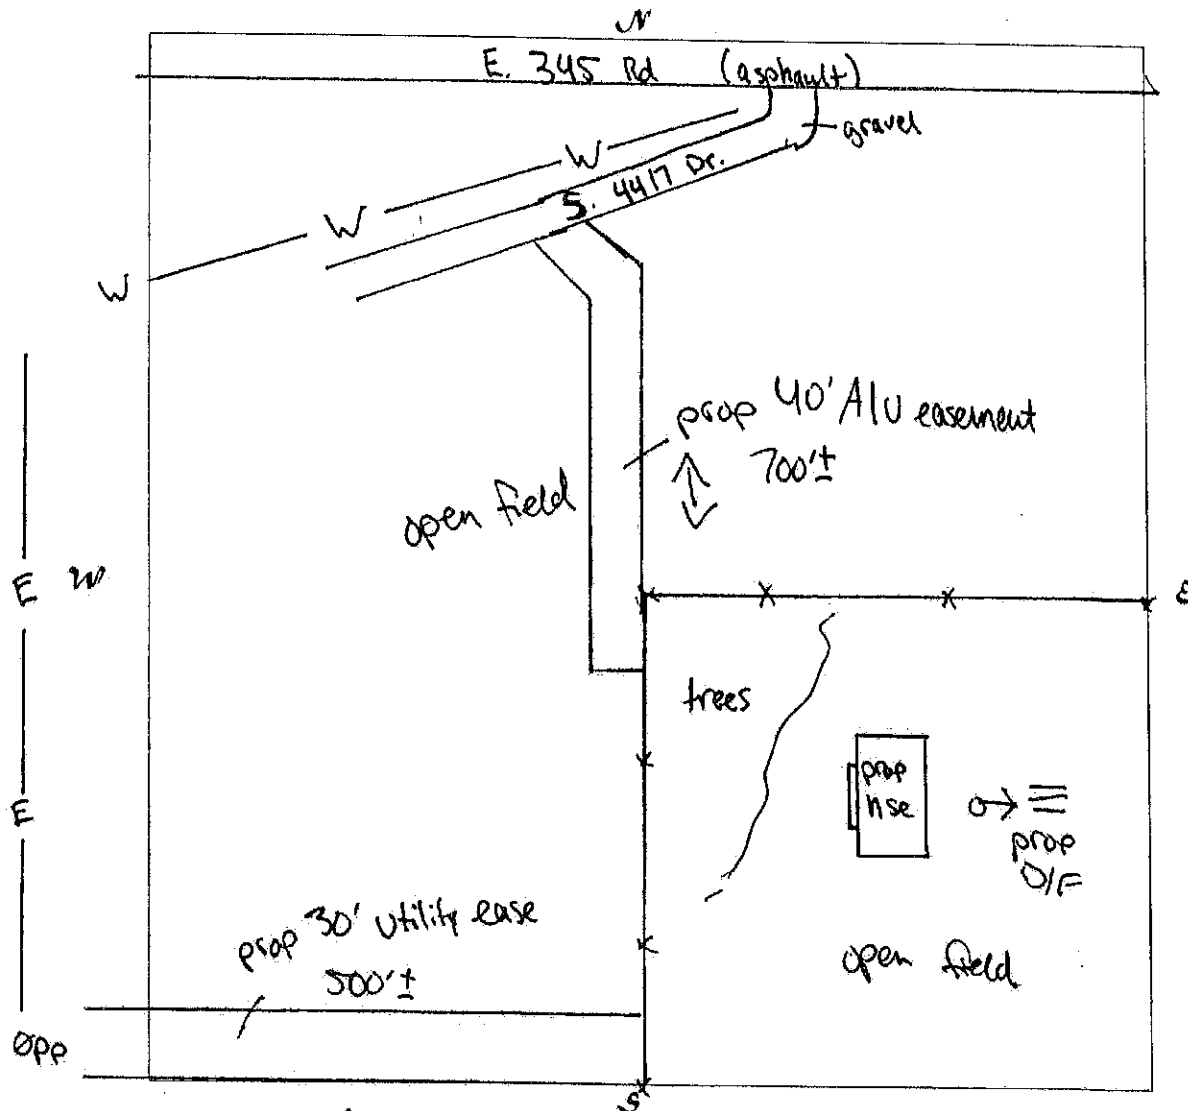 N
E. 345 Rd (asphault)
gravel
W
S. 4417 Dr.
W
W
prop 40' A/U easement
700'±
open field
E
W
E
trees
prop
hse
prop
O/F
E
prop 30' utility ease
500'±
open field
opp
S